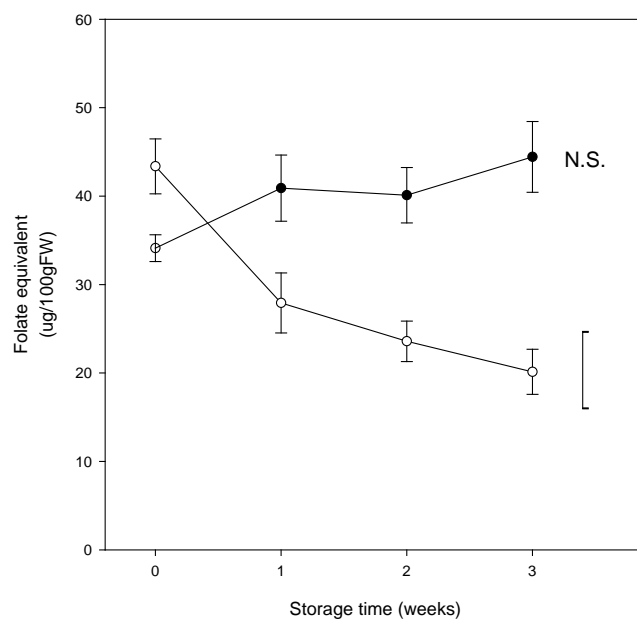 60
50
40
30
20
10
0
Folate equivalent
(ug/100gFW)
N.S.
0 1 2 3
Storage time (weeks)